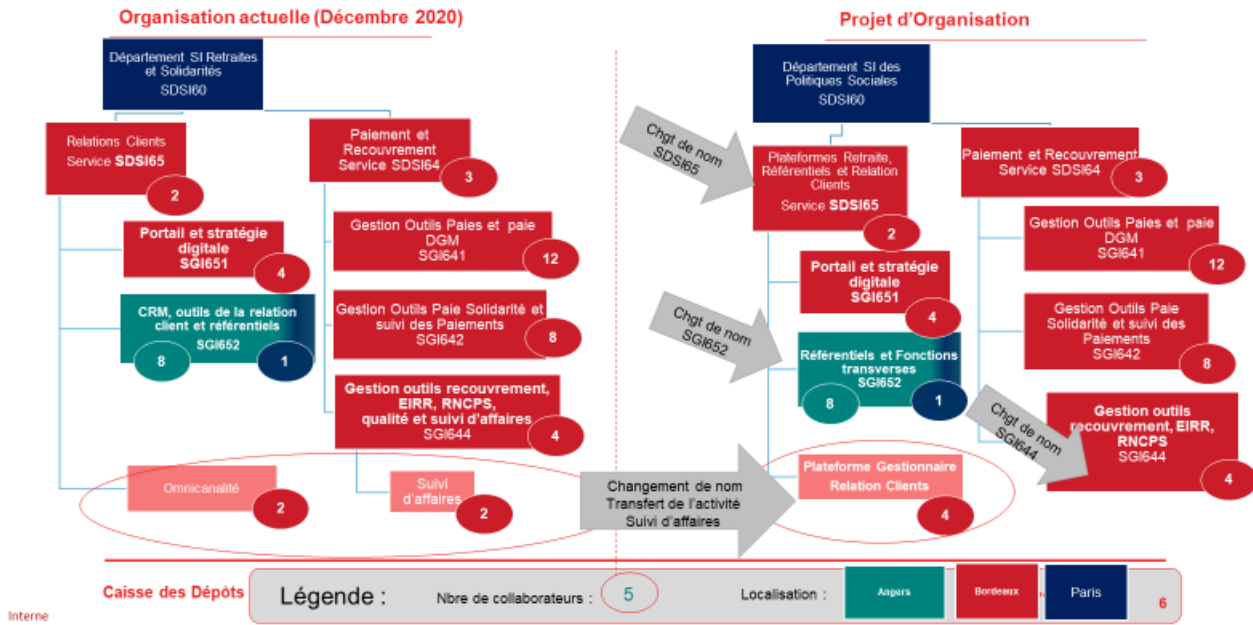 Organisation actuelle (Décembre 2020)
Département SI Retraites
et Solidarités
SDSI60
Relations Clients
Service SDSI65
2
Paiement et
Recouvrement
Service SDSI64
3
Portail et stratégie
digitale
SGI651
4
Gestion Outils Paies et paie
DGM
SGI641
12
CRM, outils de la relation
client et référentiels
SGI652
8
1
Gestion Outils Paie Solidarité et
suivi des Paiements
SGI642
8
Gestion outils recouvrement,
EIRR, RNCPS,
qualité et suivi d'affaires
SGI644
4
Omnicanalité
2
Suivi
d'affaires
2
Projet d'Organisation
Département SI des
Politiques Sociales
SDSI60
Chgt de nom
SDSI65
Plateformes Retraite,
Référentiels et Relation
Clients
Service SDSI65
2
Paiement et Recouvrement
Service SDSI64
3
Portail et stratégie
digitale
SGI651
4
Gestion Outils Paies et paie
DGM
SGI641
12
Chgt de nom
SGI652
Référentiels et Fonctions
transverses
SGI652
8
1
Gestion Outils Paie
Solidarité et suivi des
Paiements
SGI642
8
Chgt de nom
SGI644
Gestion outils
recouvrement, EIRR,
RNCPS
SGI644
4
Changement de nom
Transfert de l'activité
Suivi d'affaires
Plateforme Gestionnaire
Relation Clients
4
Caisse des Dépôts
Légende :
Nbre de collaborateurs :
5
Localisation :
Angers
Bordeaux
Paris
6
Interne